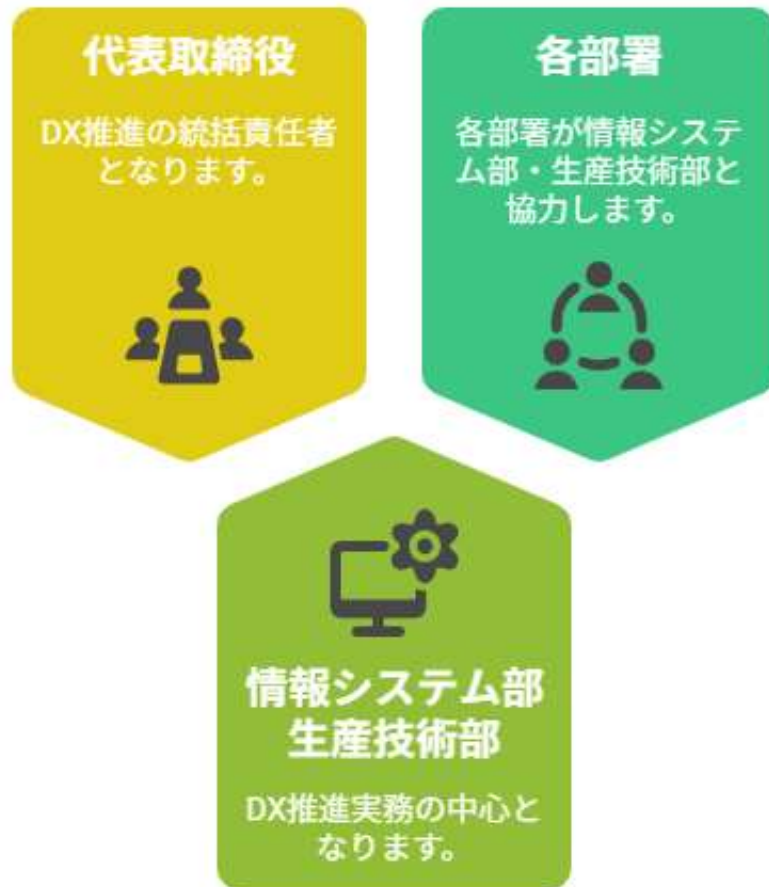 代表取締役
DX推進の統括責任者
となります。
各部署
各部署が情報システ
ム部・生産技術部と
協力します。
情報システム部
生産技術部
DX推進実務の中心と
なります。